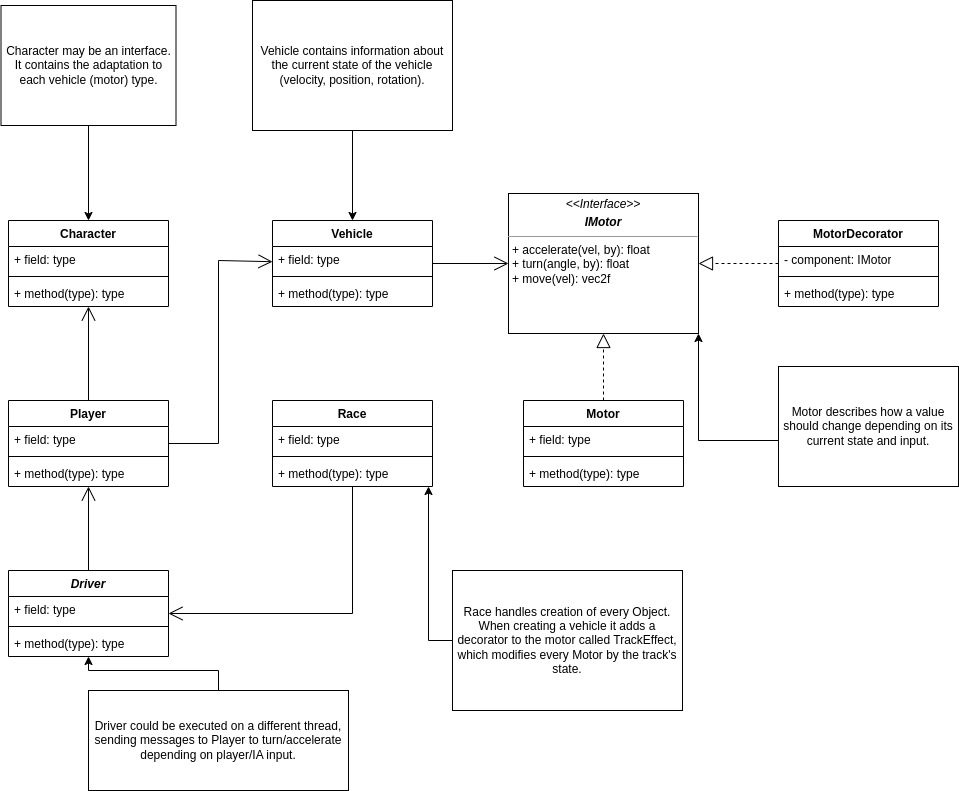 Character may be an interface.
It contains the adaptation to
each vehicle (motor) type.
Vehicle contains information about
the current state of the vehicle
(velocity, position, rotation).
Character
+ field: type
+ method(type): type
Vehicle
+ field: type
+ method(type): type
<<Interface>>
IMotor
+ accelerate(vel, by): float
+ turn(angle, by): float
+ move(vel): vec2f
MotorDecorator
- component: IMotor
+ method(type): type
Player
+ field: type
+ method(type): type
Race
+ field: type
+ method(type): type
Motor
+ field: type
+ method(type): type
Motor describes how a value
should change depending on its
current state and input.
Driver
+ field: type
+ method(type): type
Race handles creation of every Object.
When creating a vehicle it adds a
decorator to the motor called TrackEffect,
which modifies every Motor by the track's
state.
Driver could be executed on a different thread,
sending messages to Player to turn/accelerate
depending on player/IA input.